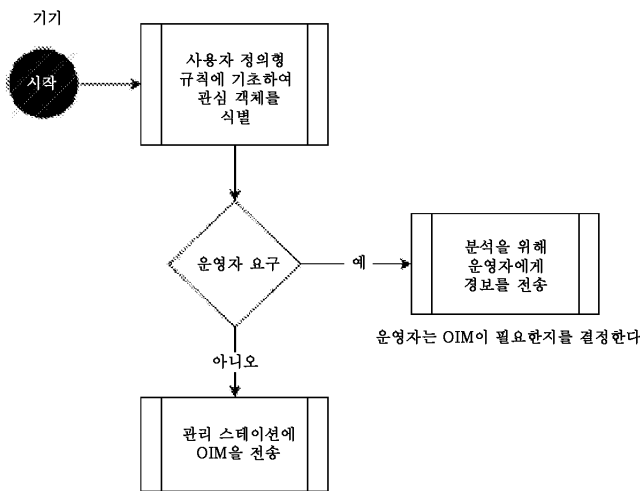 기기
시작
사용자 정의형
규칙에 기초하여
관심 객체를
식별
운영자 요구
예
분석을 위해
운영자에게
경보를 전송
운영자는 OIM이 필요한지를 결정한다
아니오
관리 스테이션에
OIM을 전송